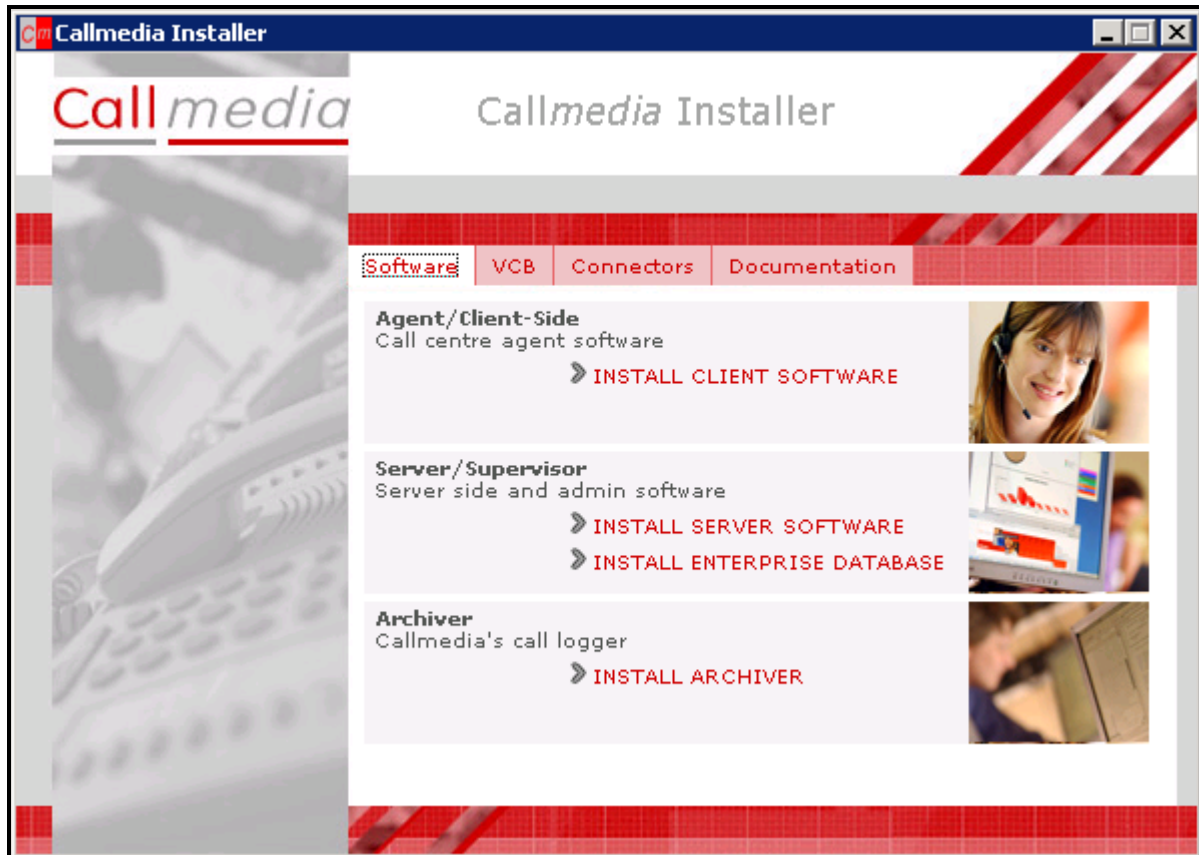 Cm Callmedia Installer
Callmedia
Callmedia Installer
Software VCB Connectors Documentation
Agent/Client-Side
Call centre agent software
INSTALL CLIENT SOFTWARE
Server/Supervisor
Server side and admin software
INSTALL SERVER SOFTWARE
INSTALL ENTERPRISE DATABASE
Archiver
Callmedia's call logger
INSTALL ARCHIVER